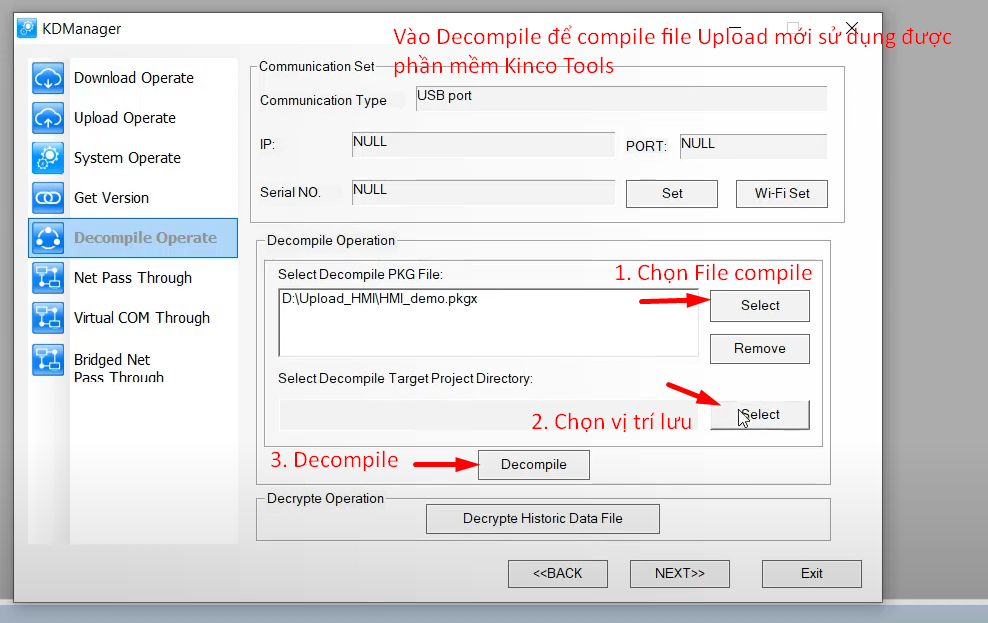 KDManager
Vào Decompile để compile file Upload mới sử dụng được
phần mềm Kinco Tools
Download Operate
Upload Operate
System Operate
Get Version
Decompile Operate
Net Pass Through
Virtual COM Through
Bridged Net
Pass Through
Communication Set
Communication Type
USB port
IP:
NULL
PORT:
NULL
Serial NO.
NULL
Set
Wi-Fi Set
Decompile Operation
Select Decompile PKG File:
1. Chọn File compile
D:\Upload_HMI\HMI_demo.pkgx
Select
Remove
Select Decompile Target Project Directory:
2. Chọn vị trí lưu
Select
3. Decompile
Decompile
Decrypte Operation
Decrypte Historic Data File
<<BACK
NEXT>>
Exit